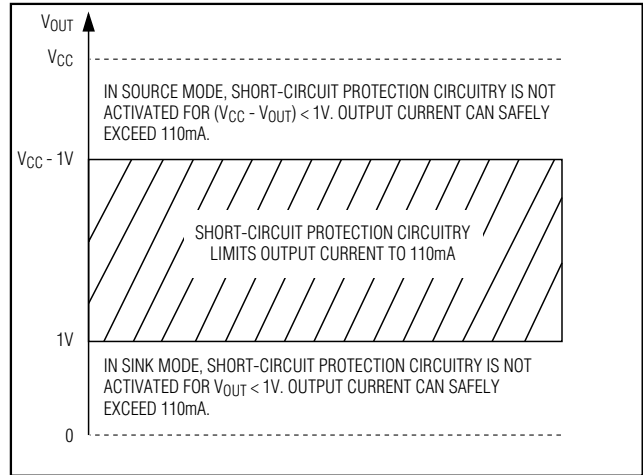 VOUT
VCC
IN SOURCE MODE, SHORT-CIRCUIT PROTECTION CIRCUITRY IS NOT
ACTIVATED FOR (VCC - VOUT) < 1V. OUTPUT CURRENT CAN SAFELY
EXCEED 110mA.
VCC - 1V
SHORT-CIRCUIT PROTECTION CIRCUITRY
LIMITS OUTPUT CURRENT TO 110mA
1V
IN SINK MODE, SHORT-CIRCUIT PROTECTION CIRCUITRY IS NOT
ACTIVATED FOR VOUT < 1V. OUTPUT CURRENT CAN SAFELY
EXCEED 110mA.
0